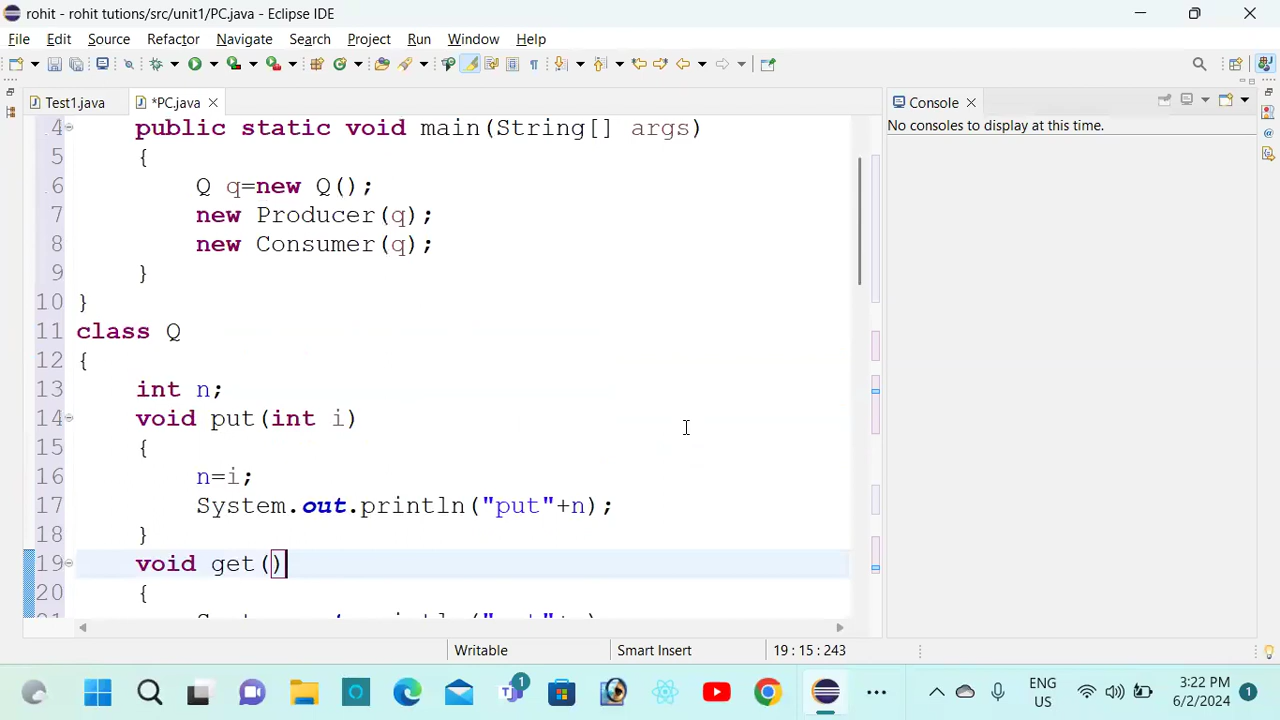 rohit - rohit tutions/src/unit1/PC.java - Eclipse IDE
File Edit Source Refactor Navigate Search Project Run Window Help
Test1.java *PC.java Console
No consoles to display at this time.
4 public static void main(String[] args)
5 {
6 Q q=new Q();
7 new Producer(q);
8 new Consumer(q);
9 }
10 }
11 class Q
12 {
13 int n;
14 void put(int i)
15 {
16 n=i;
17 System.out.println("put"+n);
18 }
19 void get()
20 {
Writable Smart Insert 19 : 15 : 243
1 ENG US 3:22 PM 6/2/2024 1